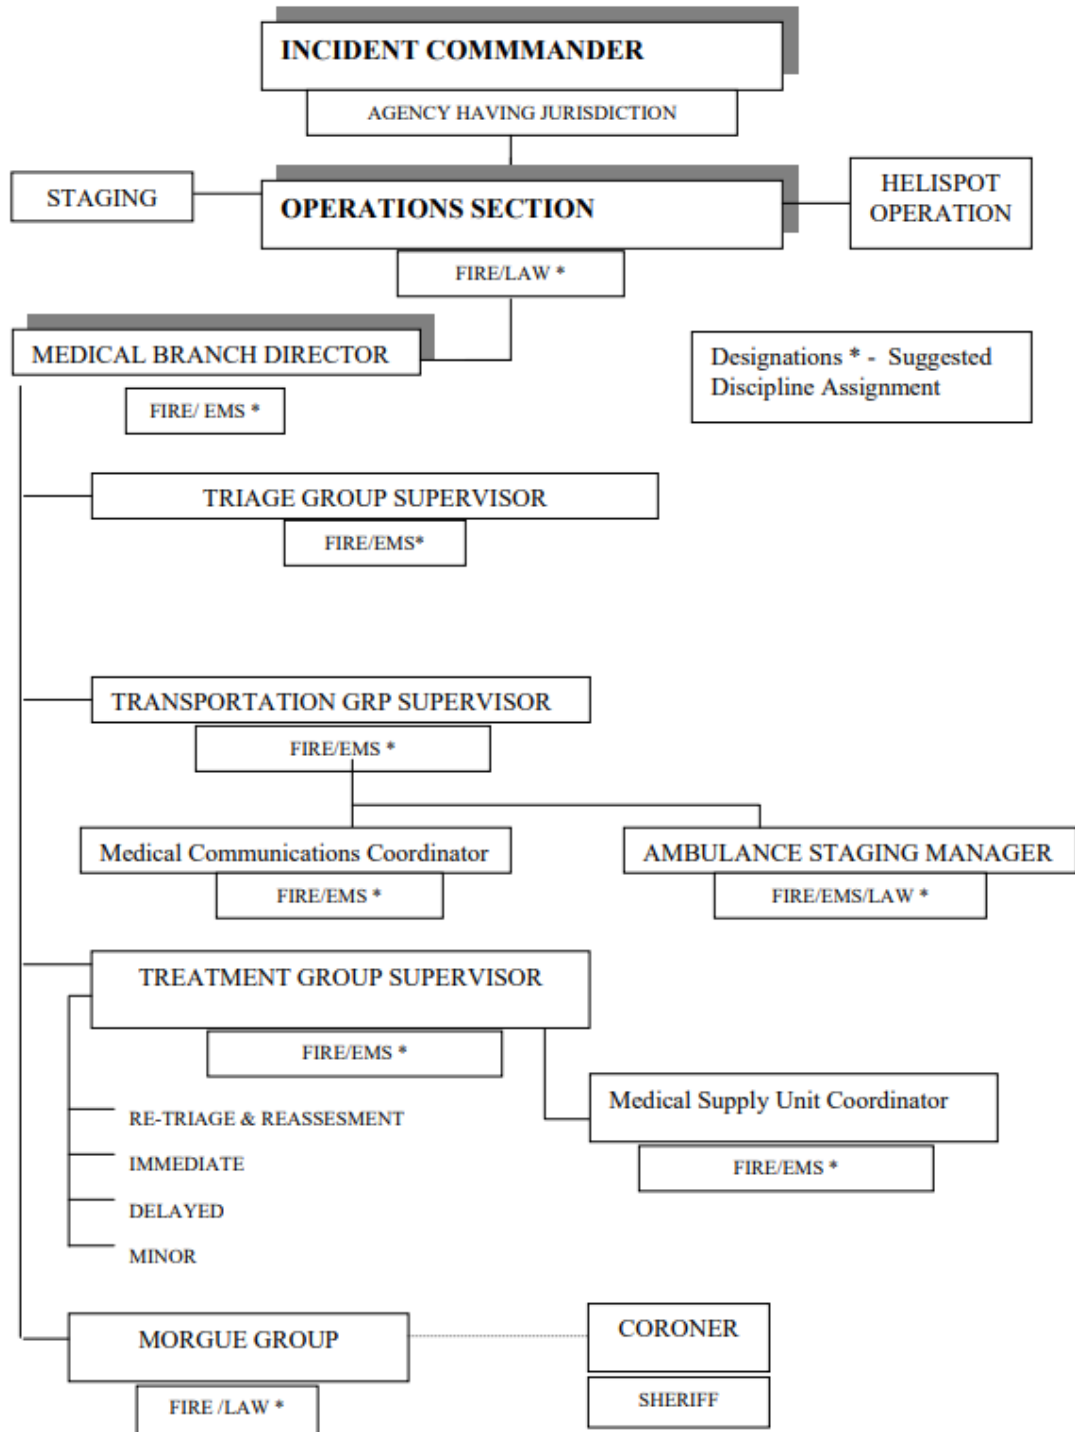 INCIDENT COMMMANDER
AGENCY HAVING JURISDICTION
STAGING
OPERATIONS SECTION
HELISPOT
OPERATION
FIRE/LAW *
MEDICAL BRANCH DIRECTOR
Designations * - Suggested
Discipline Assignment
FIRE/ EMS *
TRIAGE GROUP SUPERVISOR
FIRE/EMS*
TRANSPORTATION GRP SUPERVISOR
FIRE/EMS *
Medical Communications Coordinator
AMBULANCE STAGING MANAGER
FIRE/EMS *
FIRE/EMS/LAW *
TREATMENT GROUP SUPERVISOR
FIRE/EMS *
Medical Supply Unit Coordinator
RE-TRIAGE & REASSESMENT
IMMEDIATE
FIRE/EMS *
DELAYED
MINOR
MORGUE GROUP
CORONER
FIRE /LAW *
SHERIFF